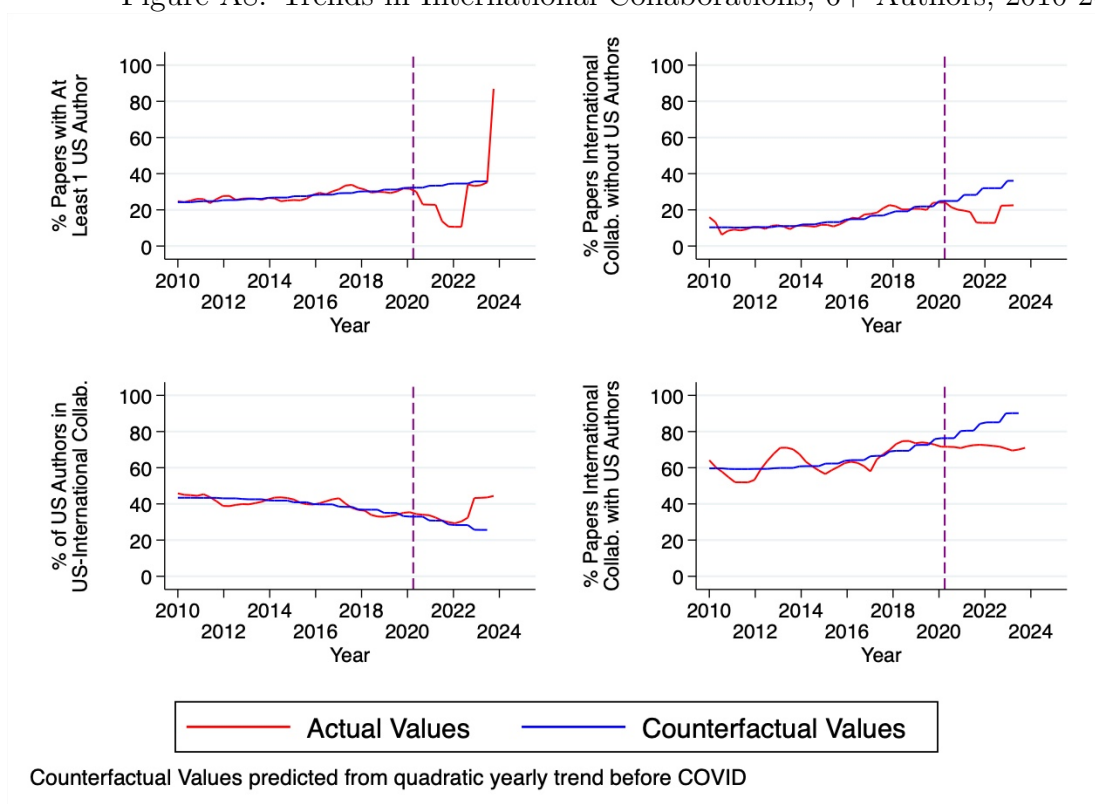 Trends in International Collaborations, Authors,
% Papers with At
Least 1 US Author
100
80
60
40
20
0
2010 2014 2018 2022
2012 2016 2020 2024
Year
% Papers International
Collab. without US Authors
100
80
60
40
20
0
2010 2014 2018 2022
2012 2016 2020 2024
Year
% of US Authors in
US-International Collab.
100
80
60
40
20
0
2010 2014 2018 2022
2012 2016 2020 2024
Year
% Papers International
Collab. with US Authors
100
80
60
40
20
0
2010 2014 2018 2022
2012 2016 2020 2024
Year
Actual Values Counterfactual Values
Counterfactual Values predicted from quadratic yearly trend before COVID